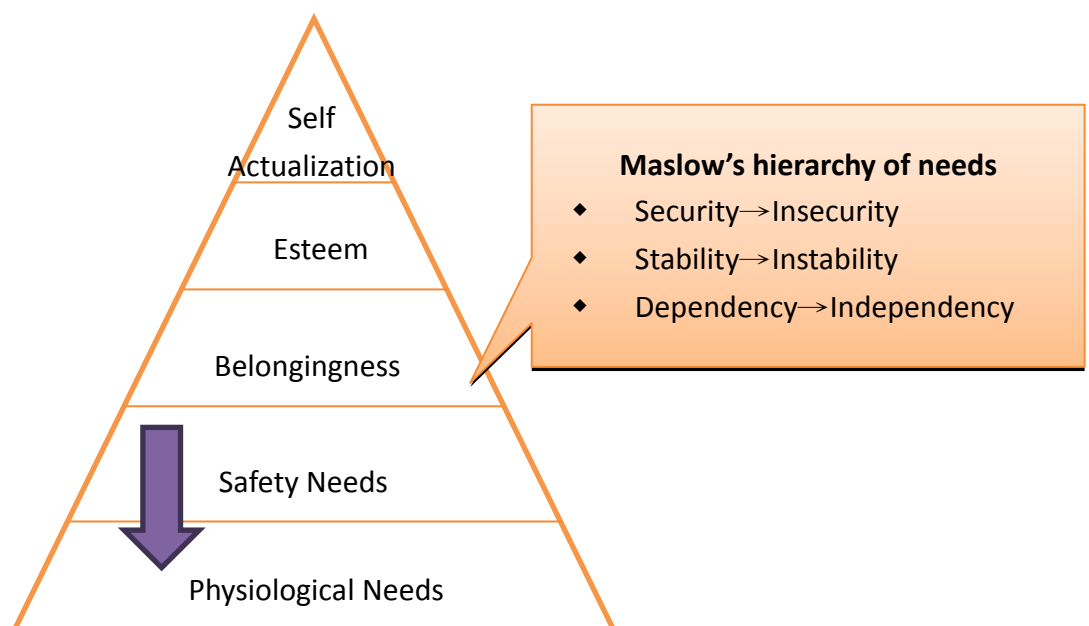 Self
Actualization
Esteem
Belongingness
Safety Needs
Physiological Needs
Maslow’s hierarchy of needs
◆ Security→Insecurity
◆ Stability→Instability
◆ Dependency→Independency